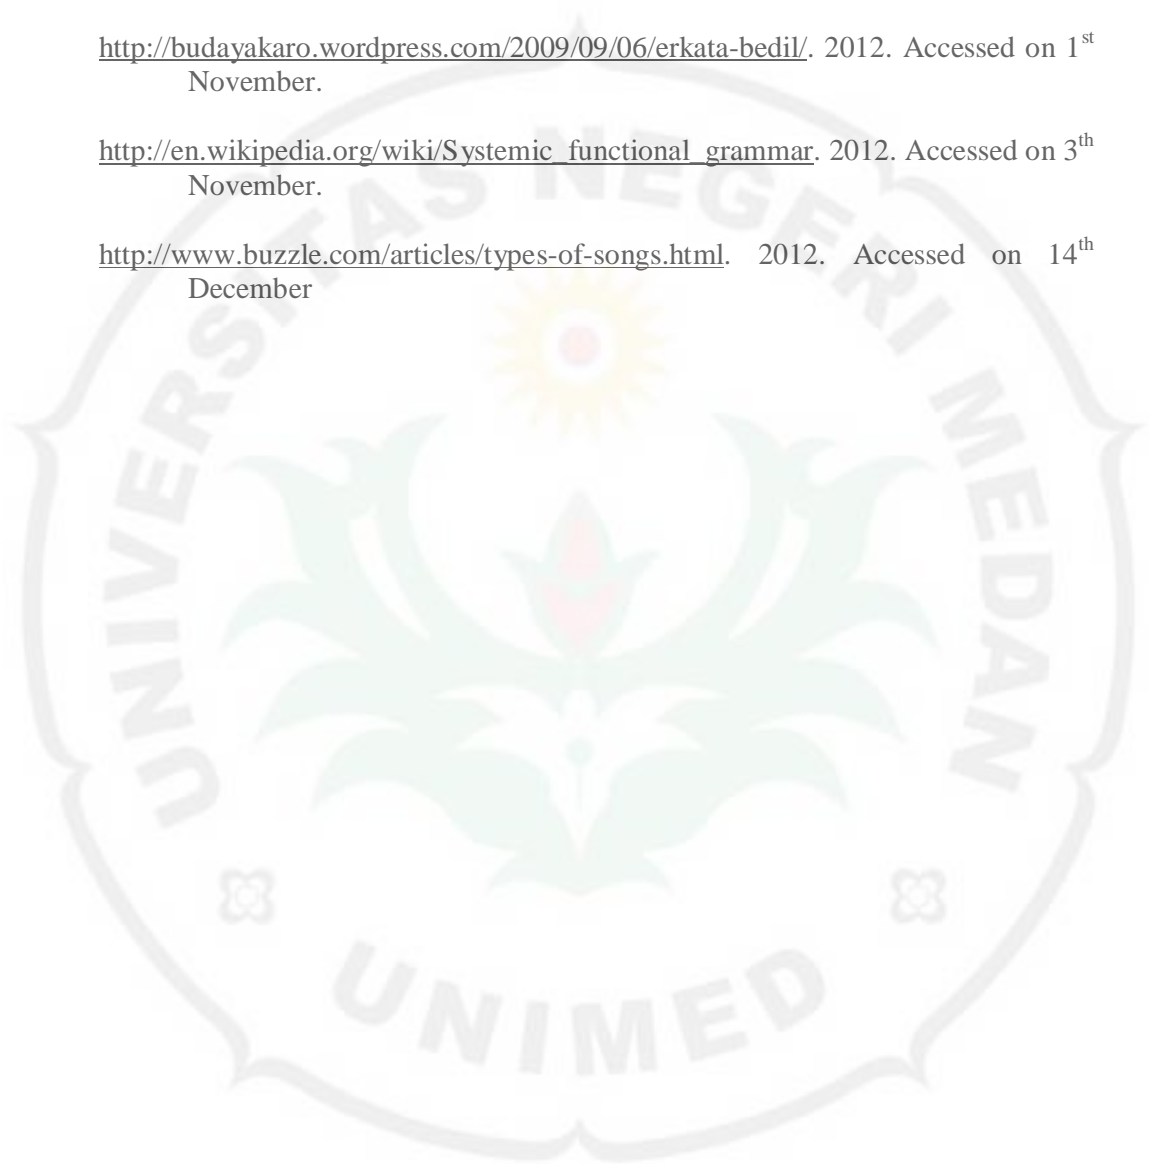 http://budayakaro.wordpress.com/2009/09/06/erkata-bedil/. 2012. Accessed on 1st
November.
http://en.wikipedia.org/wiki/Systemic_functional_grammar. 2012. Accessed on 3th
November.
http://www.buzzle.com/articles/types-of-songs.html. 2012. Accessed on 14th
December
UNIVERSITAS NEGERI MEDAN
UNIMED